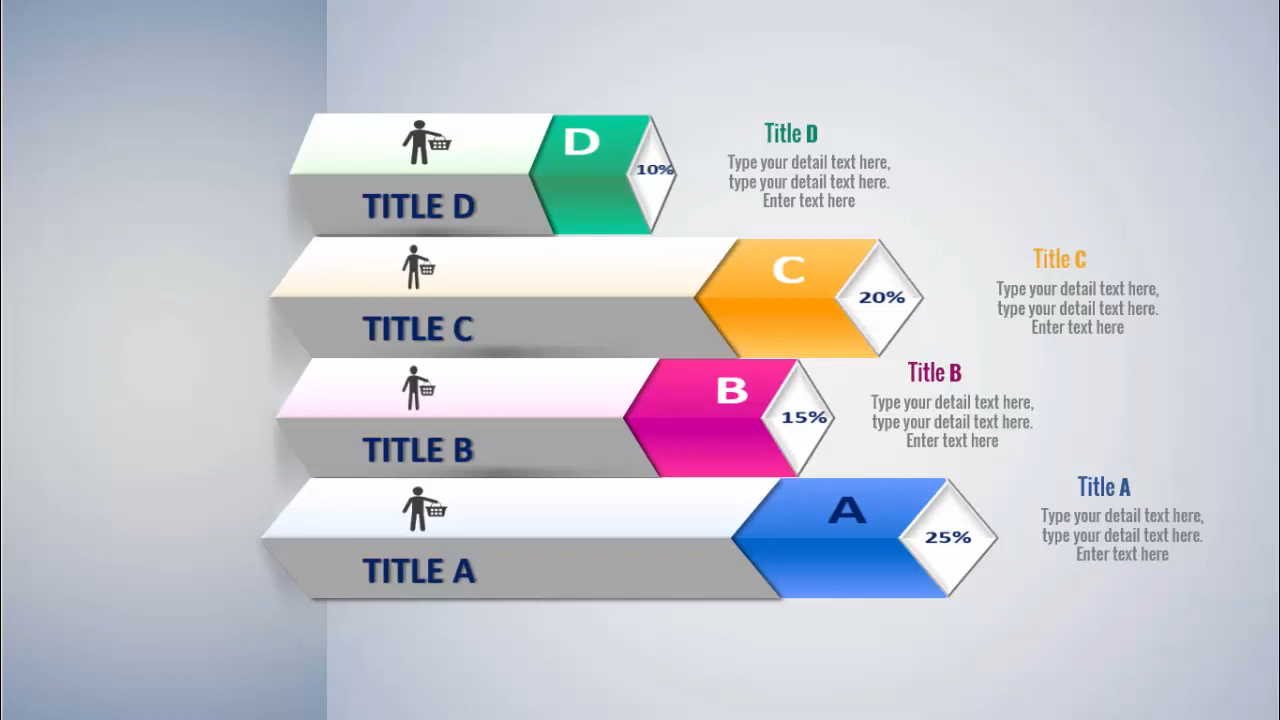 D
10%
TITLE D
Title D
Type your detail text here,
type your detail text here.
Enter text here
C
20%
TITLE C
Title C
Type your detail text here,
type your detail text here.
Enter text here
B
15%
TITLE B
Title B
Type your detail text here,
type your detail text here.
Enter text here
A
25%
TITLE A
Title A
Type your detail text here,
type your detail text here.
Enter text here